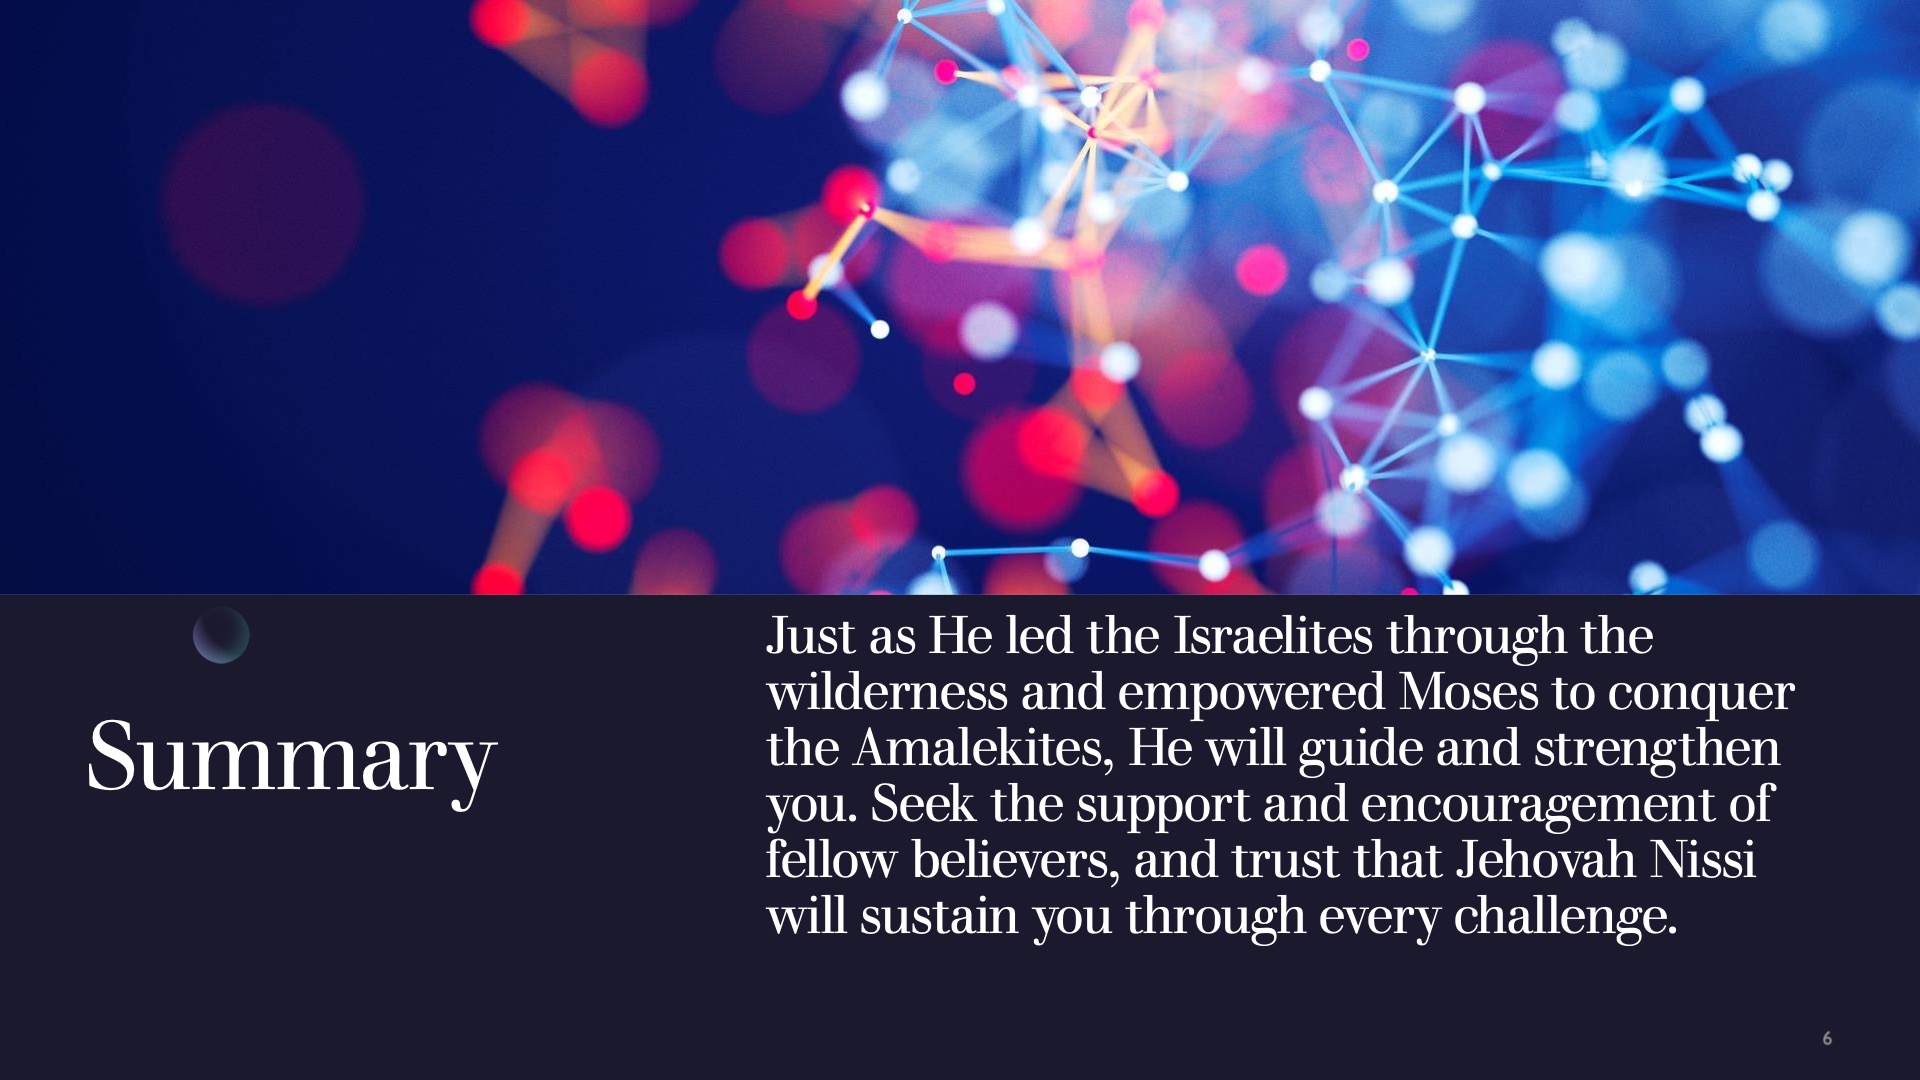 Summary
Just as He led the Israelites through the
wilderness and empowered Moses to conquer
the Amalekites, He will guide and strengthen
you. Seek the support and encouragement of
fellow believers, and trust that Jehovah Nissi
will sustain you through every challenge.
6